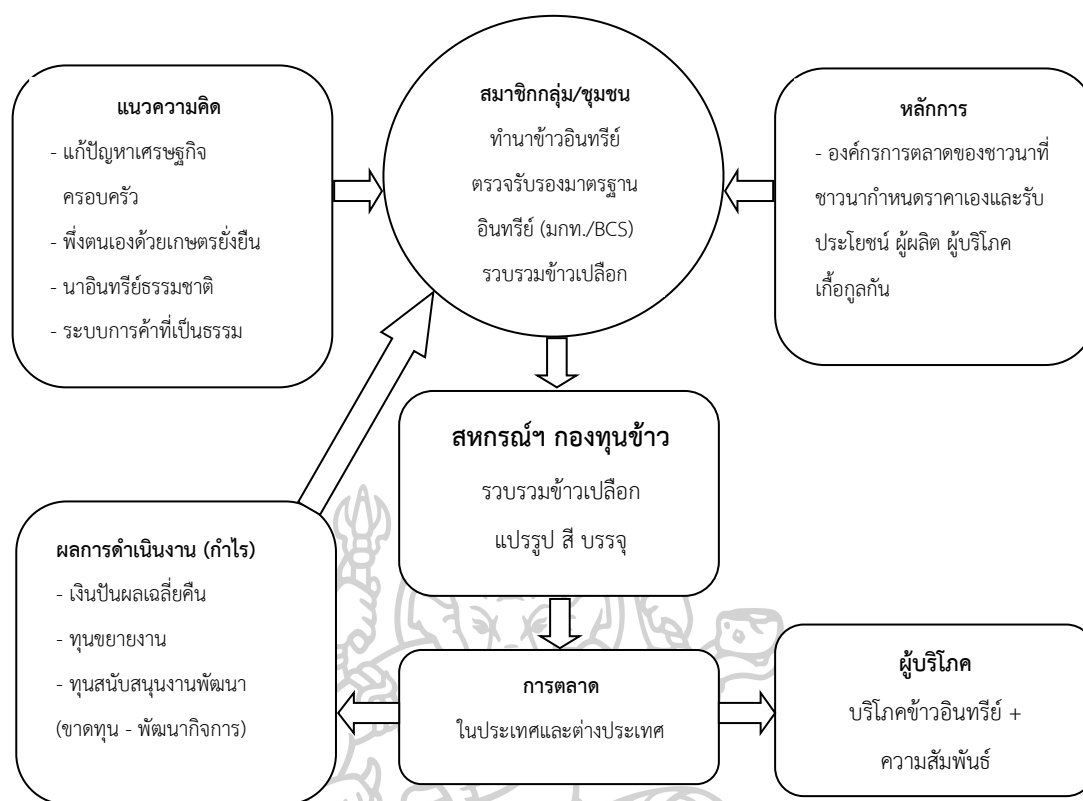 แนวความคิด
- แก้ปัญหาเศรษฐกิจ
ครอบครัว
- พึ่งตนเองด้วยเกษตรยั่งยืน
- นาอินทรีย์ธรรมชาติ
- ระบบการค้าที่เป็นธรรม
สมาชิกกลุ่ม/ชุมชน
ทำนาข้าวอินทรีย์
ตรวจรับรองมาตรฐาน
อินทรีย์ (มกท./BCS)
รวบรวมข้าวเปลือก
หลักการ
- องค์กรการตลาดของชาวนาที่
ชาวนากำหนดราคาเองและรับ
ประโยชน์ ผู้ผลิต ผู้บริโภค
เกื้อกูลกัน
สหกรณ์ฯ กองทุนข้าว
รวบรวมข้าวเปลือก
แปรรูป สี บรรจุ
ผลการดำเนินงาน (กำไร)
- เงินปันผลเฉลี่ยคืน
- ทุนขยายงาน
- ทุนสนับสนุนงานพัฒนา
(ขาดทุน - พัฒนากิจการ)
การตลาด
ในประเทศและต่างประเทศ
ผู้บริโภค
บริโภคข้าวอินทรีย์ +
ความสัมพันธ์